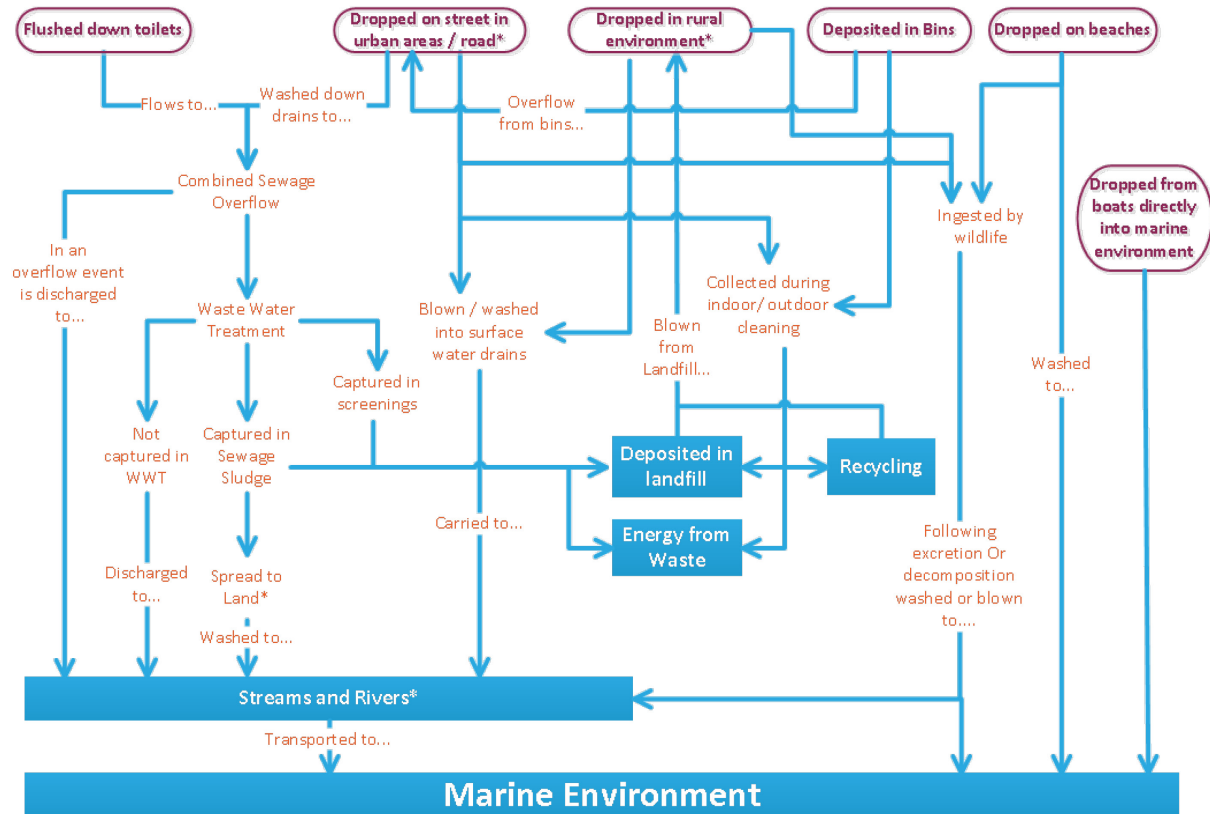 Flushed down toilets
Dropped on street in
urban areas / road*
Dropped in rural
environment*
Deposited in Bins
Dropped on beaches
Flows to...
Washed down
drains to...
Overflow
from bins...
Combined Sewage
Overflow
Dropped from
boats directly
into marine
environment
Ingested by
wildlife
In an
overflow event
is discharged
to...
Waste Water
Treatment
Blown / washed
into surface
water drains
Blown
from
Landfill...
Collected during
indoor/ outdoor
cleaning
Washed
to...
Captured in
screenings
Not
captured in
WWT
Captured in
Sewage
Sludge
Deposited in
landfill
Recycling
Carried to...
Energy from
Waste
Following
excretion Or
decomposition
washed or blown
to....
Discharged
to...
Spread to
Land*
Washed to...
Streams and Rivers*
Transported to...
Marine Environment